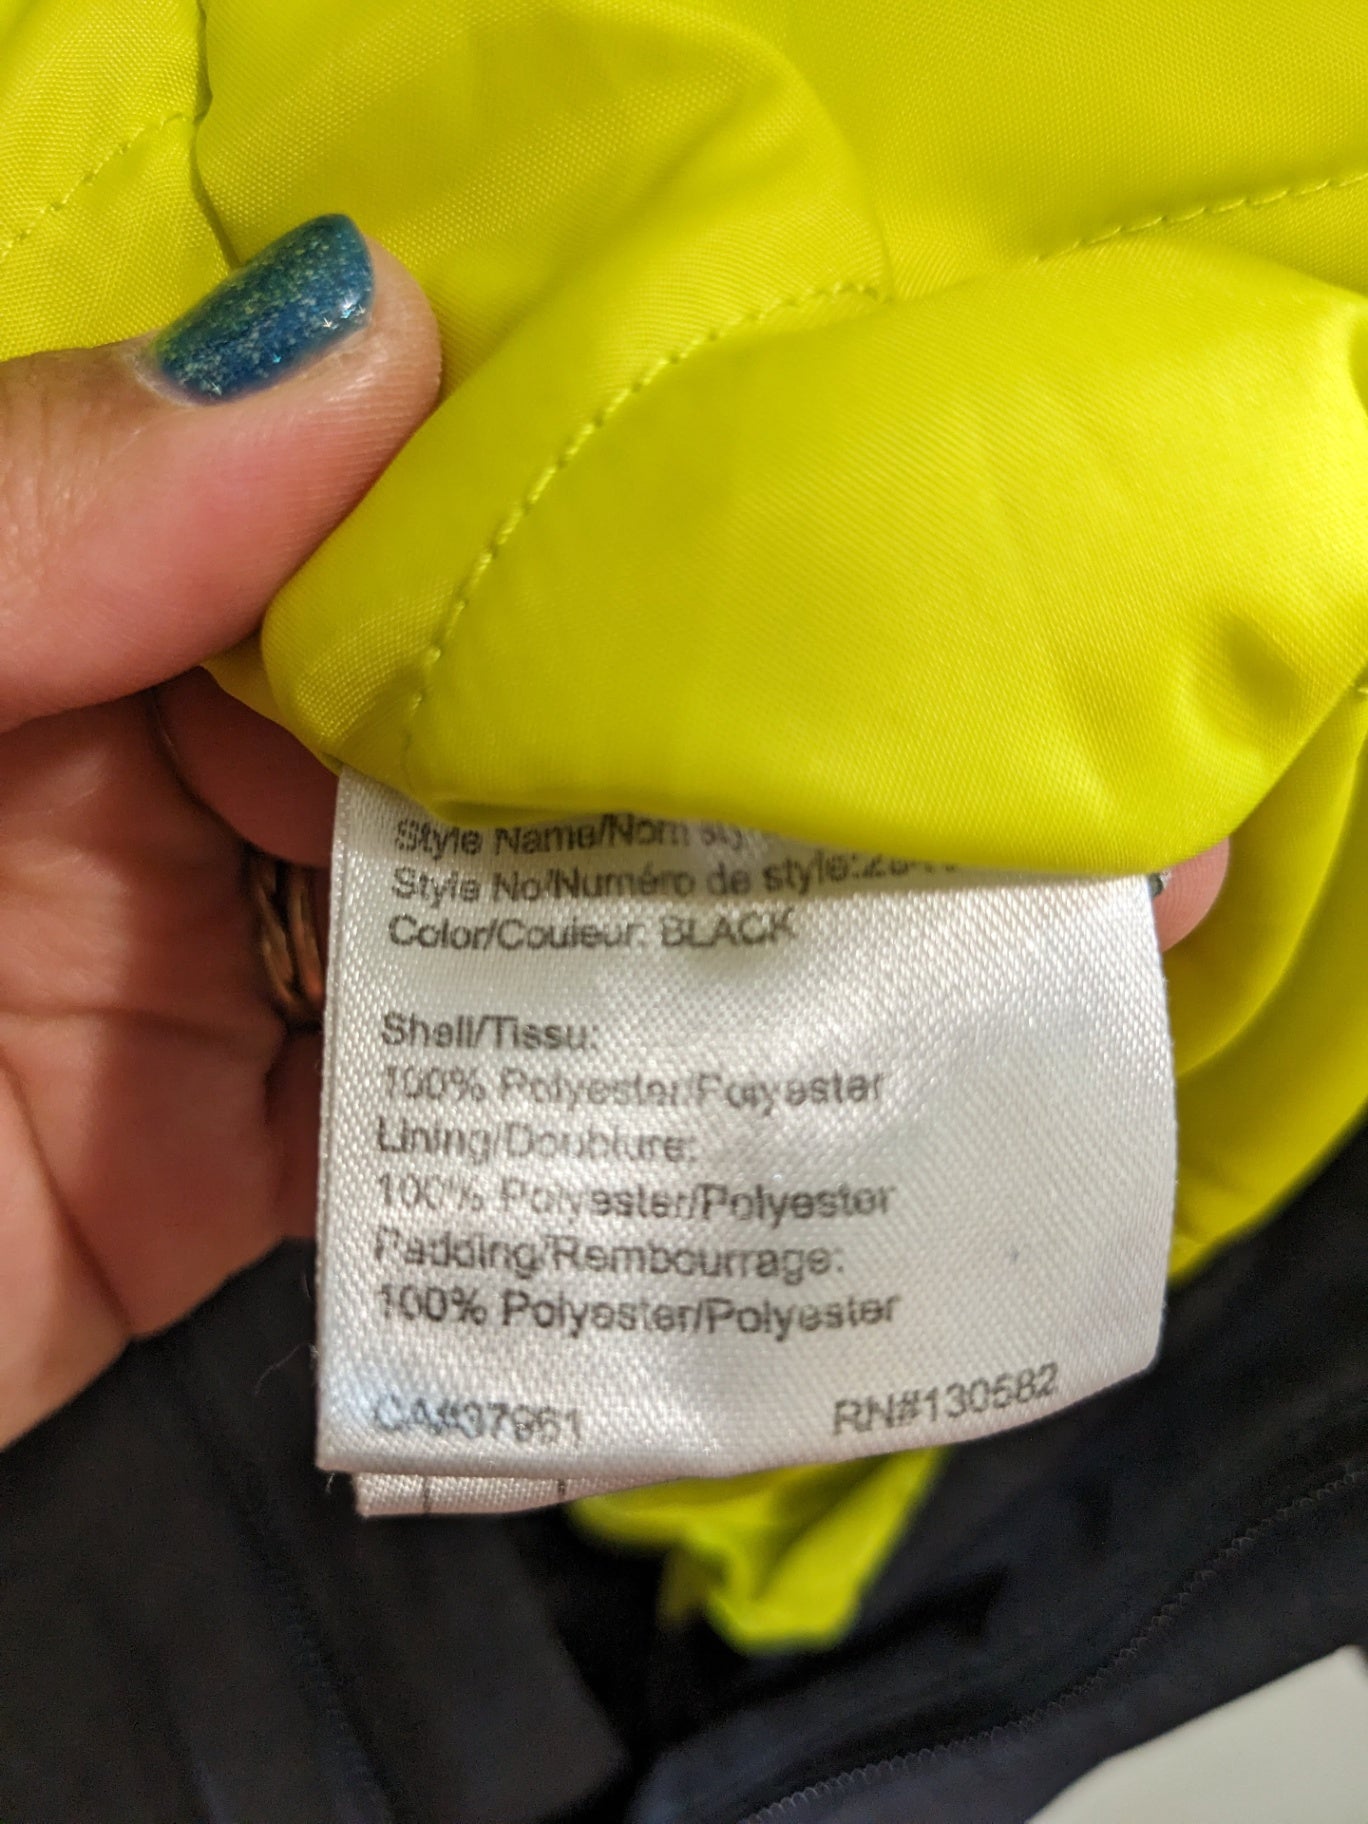 Style Name/Nom
Style No/Numéro de style:
Color/Couleur: BLACK
Shell/Tissu:
100% Polyester/Polyester
Lining/Doublure:
100% Polyester/Polyester
Padding/Rembourrage:
100% Polyester/Polyester
CA#37961 RN#130582